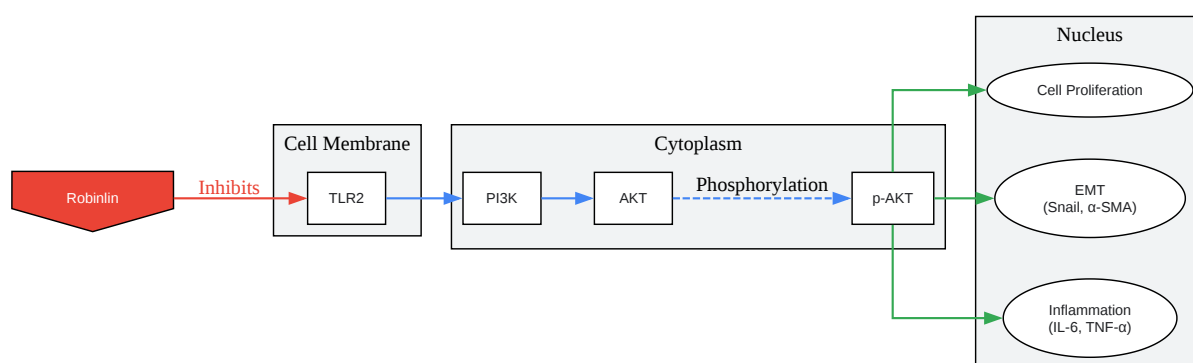 Nucleus
Cell Proliferation
Cell Membrane
Cytoplasm
Robinlin
Inhibits
TLR2
PI3K
AKT
Phosphorylation
p-AKT
EMT
(Snail, α-SMA)
Inflammation
(IL-6, TNF-α)